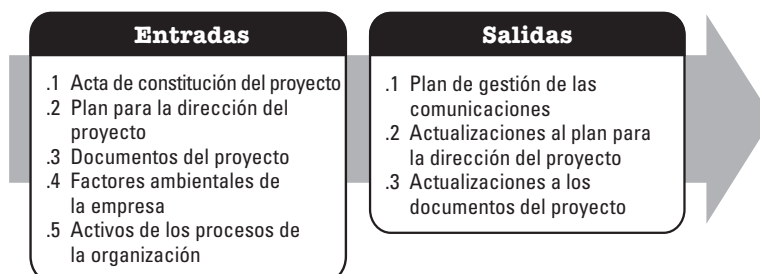 Entradas
.1 Acta de constitución del proyecto
.2 Plan para la dirección del
proyecto
.3 Documentos del proyecto
.4 Factores ambientales de
la empresa
.5 Activos de los procesos de
la organización
Salidas
.1 Plan de gestión de las
comunicaciones
.2 Actualizaciones al plan para
la dirección del proyecto
.3 Actualizaciones a los
documentos del proyecto